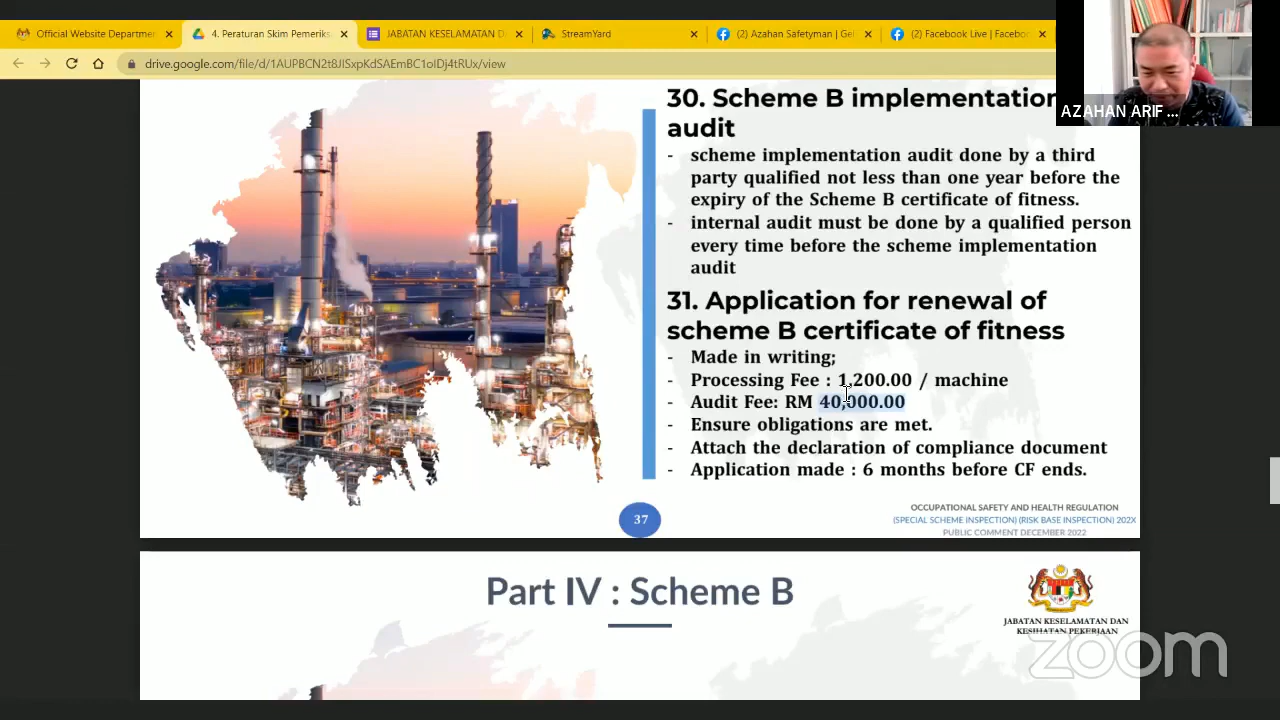 Official Website Departme
4. Peraturan Skim Pemeriks
JABATAN KESELAMATAN D
StreamYard
(2) Azahan Safetyman | Gel
(2) Facebook Live | Faceboo
drive.google.com/file/d/1AUPBCN2t8JISxpKdSAEmBC1oiDj4tRUx/view
AZAHAN ARIF ...
30. Scheme B implementation
audit
- scheme implementation audit done by a third
party qualified not less than one year before the
expiry of the Scheme B certificate of fitness.
- internal audit must be done by a qualified person
every time before the scheme implementation
audit
31. Application for renewal of
scheme B certificate of fitness
- Made in writing;
- Processing Fee : 1,200.00 / machine
- Audit Fee: RM 40,000.00
- Ensure obligations are met.
- Attach the declaration of compliance document
- Application made : 6 months before CF ends.
37
OCCUPATIONAL SAFETY AND HEALTH REGULATION
(SPECIAL SCHEME INSPECTION) (RISK BASE INSPECTION) 202X
PUBLIC COMMENT DECEMBER 2022
Part IV : Scheme B
JABATAN KESELAMATAN DAN
KESIHATAN PEKERJAAN
zoom